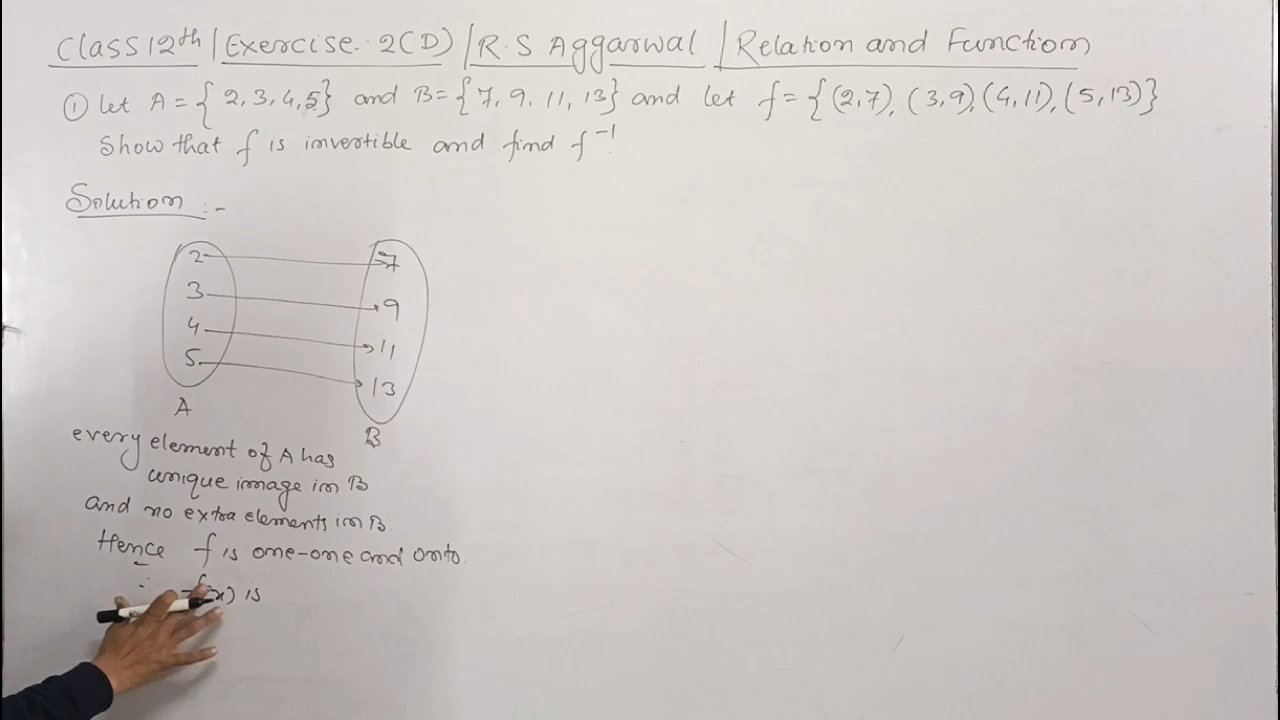 Class 12th | Exercise. 2(D) | R.S Aggarwal | Relation and Function
① Let A = { 2, 3, 4, 5} and B = {7, 9, 11, 13} and let f = { (2,7), (3,9), (4,11), (5,13)}
Show that f is invertible and find f⁻¹.
Solution :-
2 7
3 9
4 11
5 13
A
B
every element of A has
unique image in B
and no extra elements in B.
Hence f is one-one and onto.
∴ f(x) is